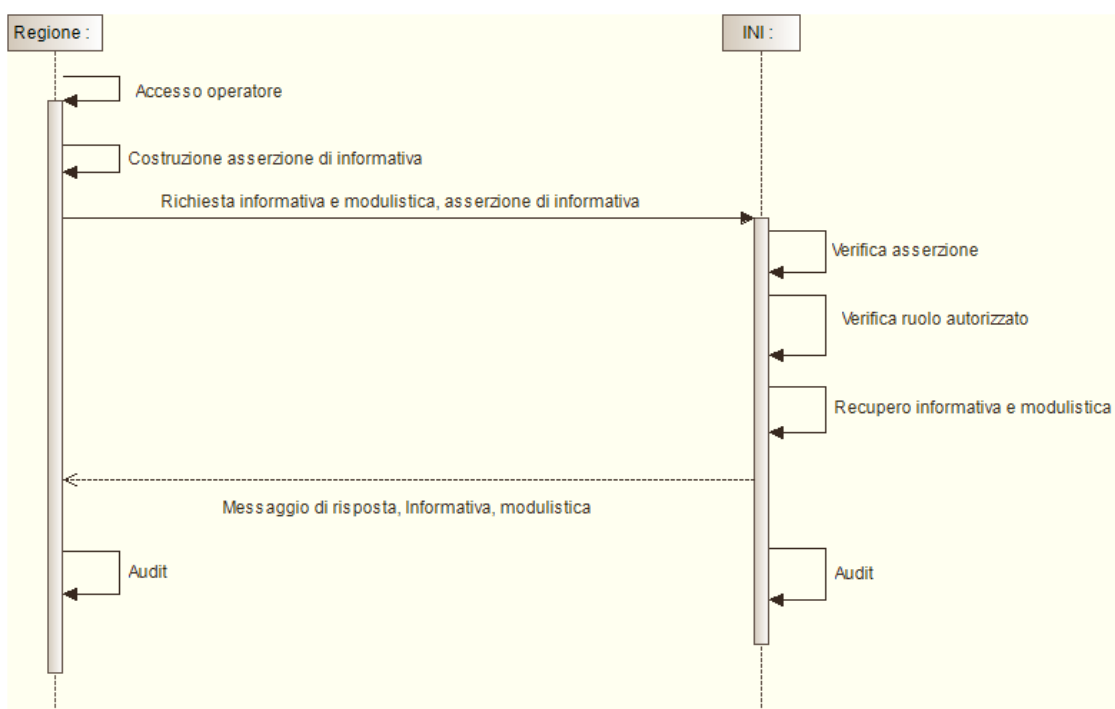 Regione :
INI :
Accesso operatore
Costruzione asserzione di informativa
Richiesta informativa e modulistica, asserzione di informativa
Verifica asserzione
Verifica ruolo autorizzato
Recupero informativa e modulistica
Messaggio di risposta, Informativa, modulistica
Audit
Audit